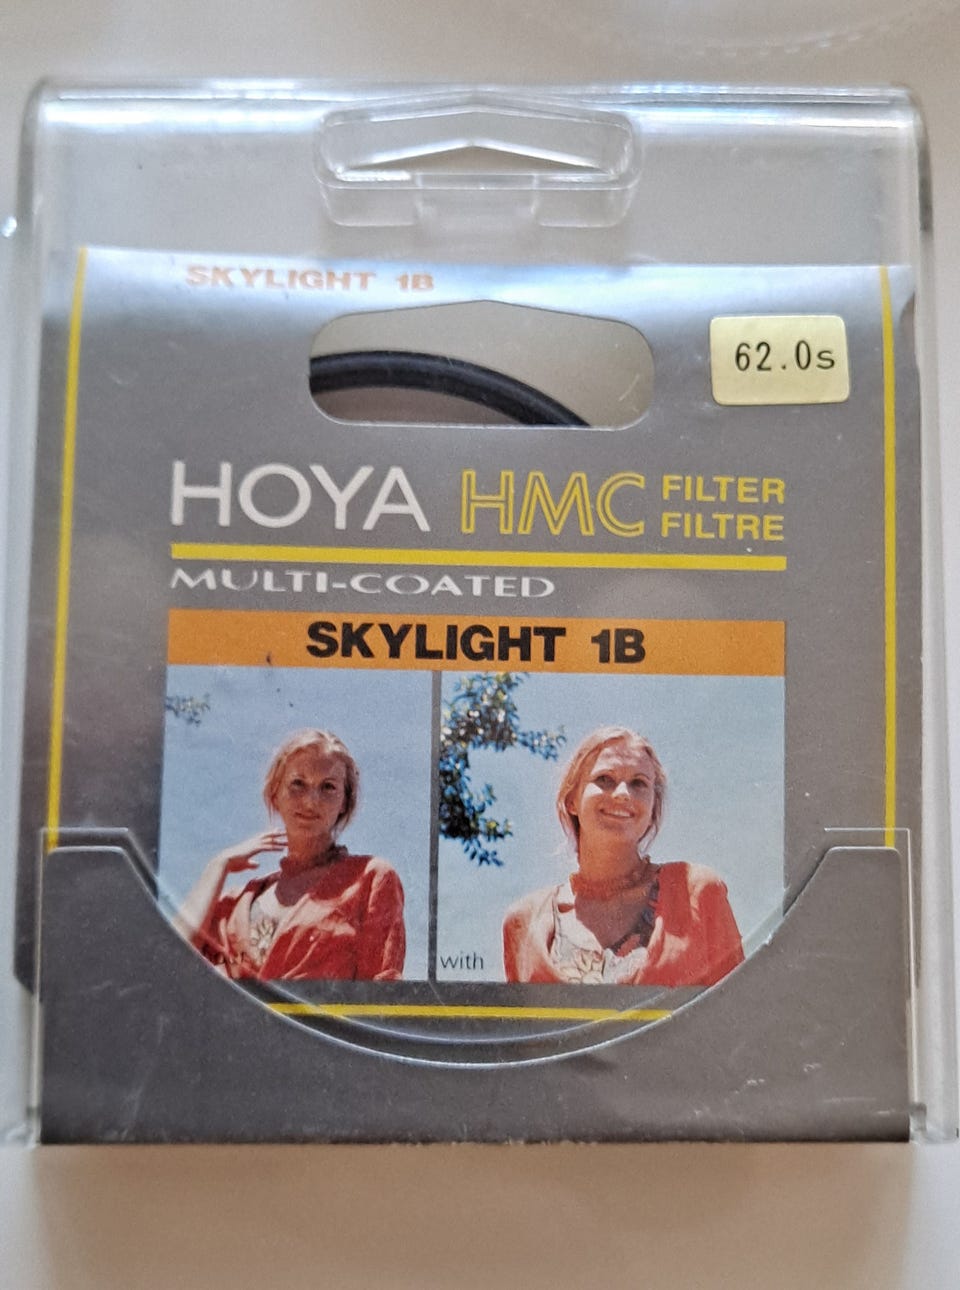 SKYLIGHT 1B
62.0s
HOYA HMC FILTER
FILTRE
MULTI-COATED
SKYLIGHT 1B
with